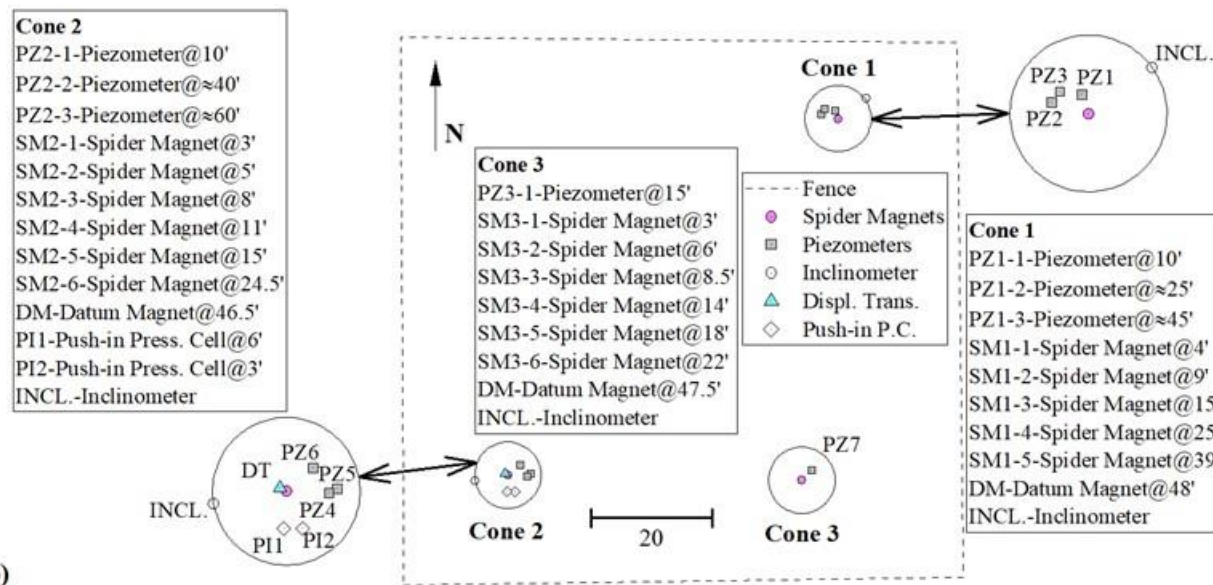 Cone 2
PZ2-1-Piezometer@10'
PZ2-2-Piezometer@≈40'
PZ2-3-Piezometer@≈60'
SM2-1-Spider Magnet@3'
SM2-2-Spider Magnet@5'
SM2-3-Spider Magnet@8'
SM2-4-Spider Magnet@11'
SM2-5-Spider Magnet@15'
SM2-6-Spider Magnet@24.5'
DM-Datum Magnet@46.5'
PI1-Push-in Press. Cell@6'
PI2-Push-in Press. Cell@3'
INCL.-Inclinometer
N
Cone 1
INCL.
PZ3
PZ1
PZ2
Cone 3
PZ3-1-Piezometer@15'
SM3-1-Spider Magnet@3'
SM3-2-Spider Magnet@6'
SM3-3-Spider Magnet@8.5'
SM3-4-Spider Magnet@14'
SM3-5-Spider Magnet@18'
SM3-6-Spider Magnet@22'
DM-Datum Magnet@47.5'
INCL.-Inclinometer
Fence
Spider Magnets
Piezometers
Inclinometer
Displ. Trans.
Push-in P.C.
Cone 1
PZ1-1-Piezometer@10'
PZ1-2-Piezometer@≈25'
PZ1-3-Piezometer@≈45'
SM1-1-Spider Magnet@4'
SM1-2-Spider Magnet@9'
SM1-3-Spider Magnet@15
SM1-4-Spider Magnet@25
SM1-5-Spider Magnet@39
DM-Datum Magnet@48'
INCL.-Inclinometer
PZ6
DT
PZ5
PZ4
INCL.
PI1
PI2
Cone 2
20
PZ7
Cone 3
)